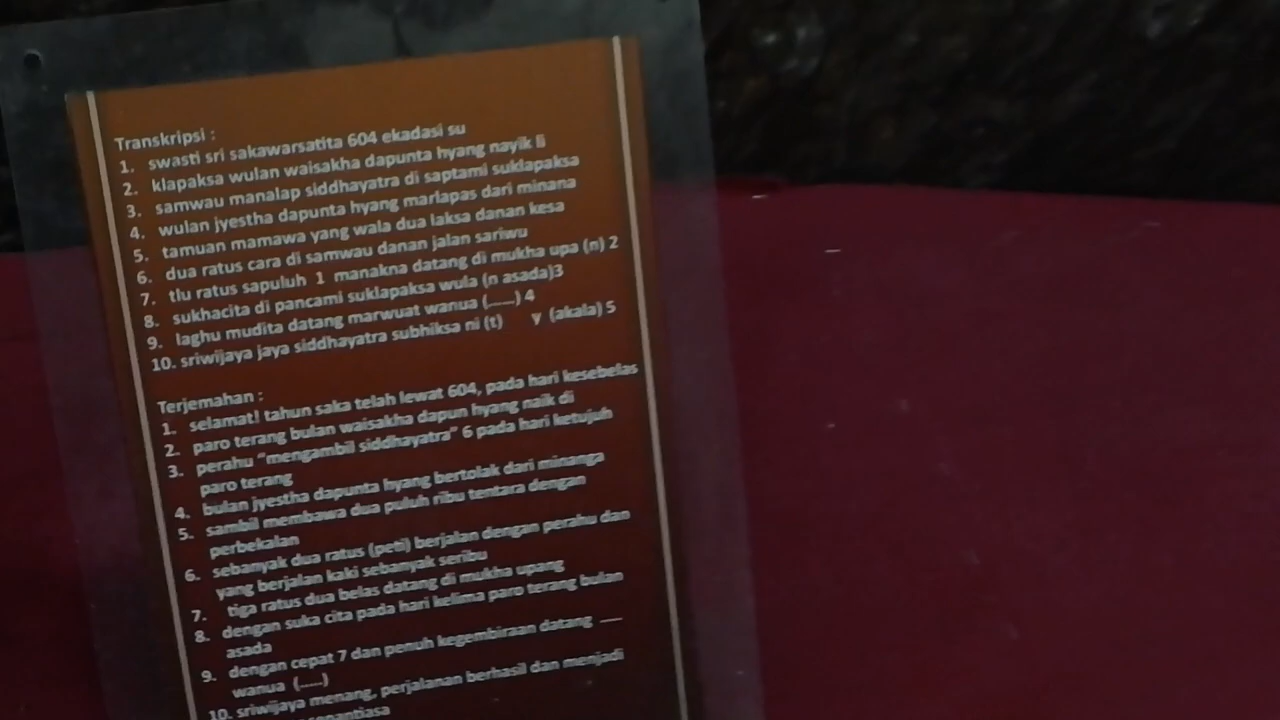 Transkripsi :
1. swasti sri sakawarsatita 604 ekadasi su
2. klapaksa wulan waisakha dapunta hyang nayik li
3. samwau manalap siddhayatra di saptami suklapaksa
4. wulan jyestha dapunta hyang marlapas dari minana
5. tamuan mamawa yang wala dua laksa danan kesa
6. dua ratus cara di samwau danan jalan sariwu
7. tlu ratus sapuluh 1 manakna datang di mukha upa (n) 2
8. sukhacita di pancami suklapaksa wula (n asada)3
9. laghu mudita datang marwuat wanua (......) 4
10. sriwijaya jaya siddhayatra subhiksa ni (t) y (akala) 5
Terjemahan :
1. selamat! tahun saka telah lewat 604, pada hari kesebelas
2. paro terang bulan waisakha dapun hyang naik di
3. perahu "mengambil siddhayatra" 6 pada hari ketujuh
paro terang
4. bulan jyestha dapunta hyang bertolak dari minanga
5. sambil membawa dua puluh ribu tentara dengan
perbekalan
6. sebanyak dua ratus (peti) berjalan dengan perahu dan
yang berjalan kaki sebanyak seribu
7. tiga ratus dua belas datang di mukha upang
8. dengan suka cita pada hari kelima paro terang bulan
asada
9. dengan cepat 7 dan penuh kegembiraan datang .....
wanua (.....)
10. sriwijaya menang, perjalanan berhasil dan menjadi
senantiasa